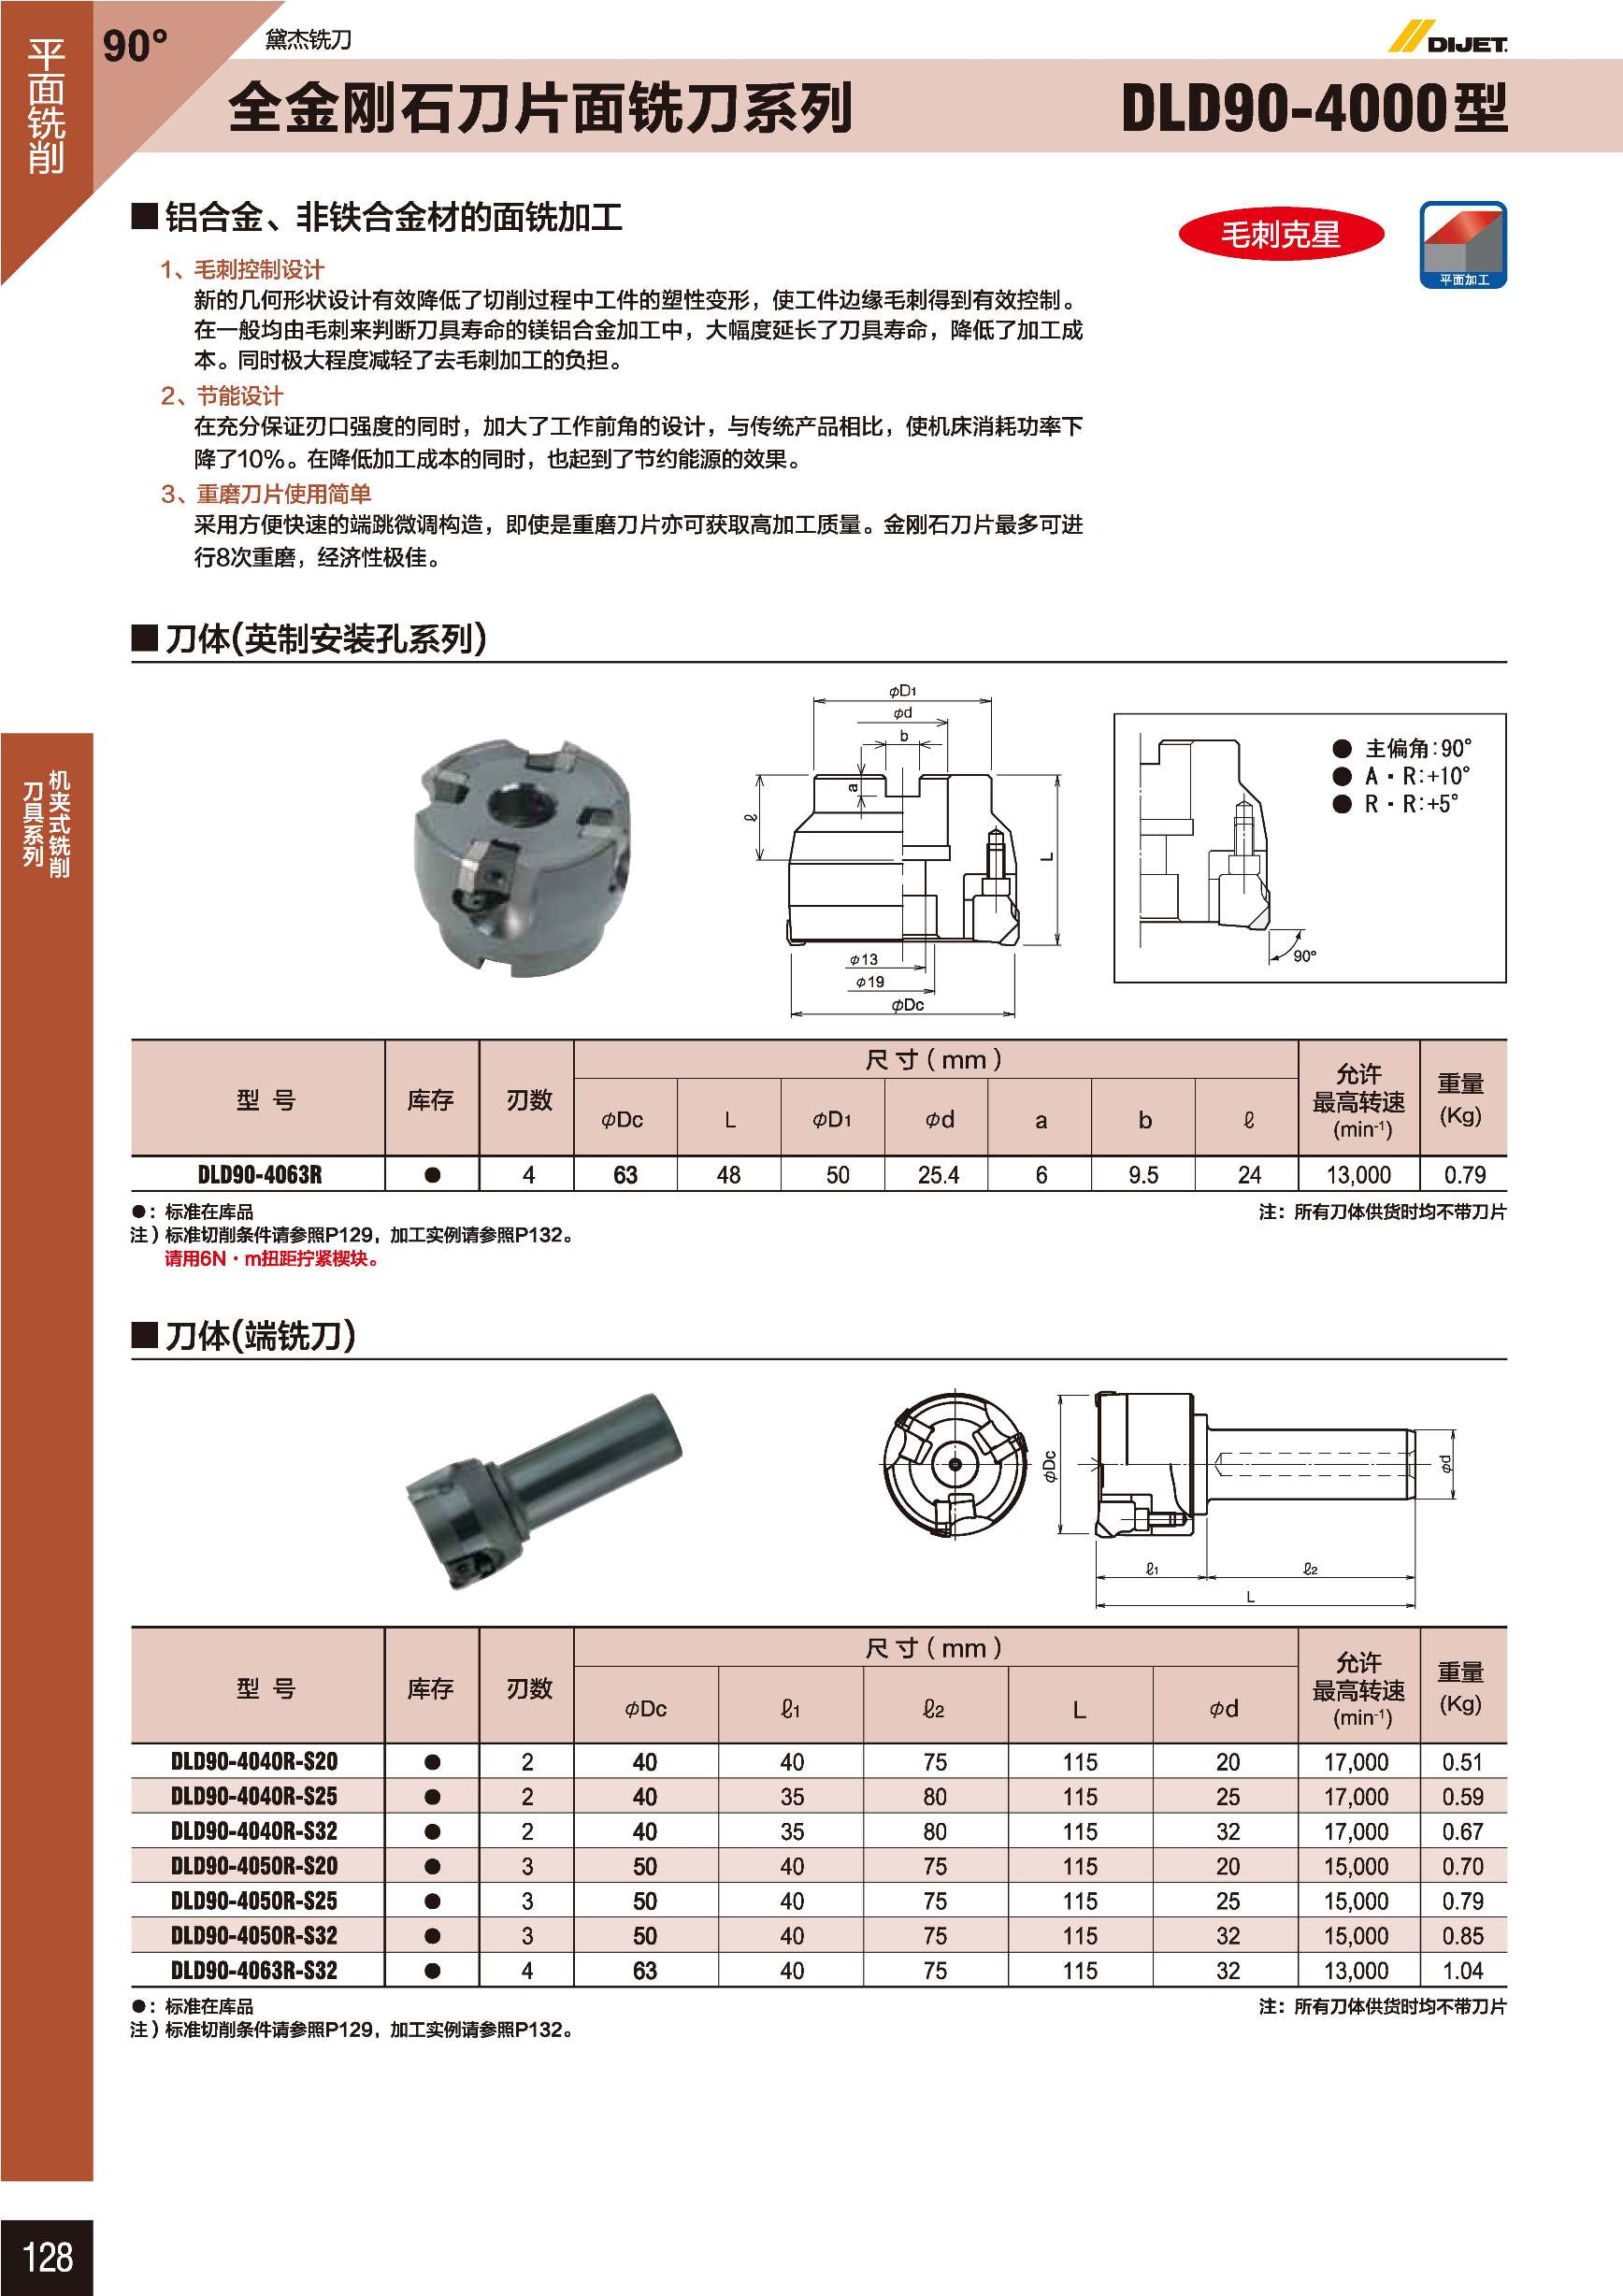 平面铣削
90°
黛杰铣刀
DIJET
全金刚石刀片面铣刀系列 DLD90-4000型
■铝合金、非铁合金材的面铣加工
毛刺克星
平面加工
1、毛刺控制设计
新的几何形状设计有效降低了切削过程中工件的塑性变形，使工件边缘毛刺得到有效控制。
在一般均由毛刺来判断刀具寿命的镁铝合金加工中，大幅度延长了刀具寿命，降低了加工成
本。同时极大程度减轻了去毛刺加工的负担。
2、节能设计
在充分保证刃口强度的同时，加大了工作前角的设计，与传统产品相比，使机床消耗功率下
降了10%。在降低加工成本的同时，也起到了节约能源的效果。
3、重磨刀片使用简单
采用方便快速的端跳微调构造，即使是重磨刀片亦可获取高加工质量。金刚石刀片最多可进
行8次重磨，经济性极佳。
■刀体(英制安装孔系列)
机夹式铣削
刀具系列
φD1
φd
b
a
ℓ
L
φ13
φ19
φDc
● 主偏角:90°
● A・R:+10°
● R・R:+5°
90°
型 号 库存 刃数 尺寸（mm） 允许最高转速(min-1) 重量(Kg)
φDc L φD1 φd a b ℓ
DLD90-4063R ● 4 63 48 50 25.4 6 9.5 24 13,000 0.79
●：标准在库品
注：所有刀体供货时均不带刀片
注）标准切削条件请参照P129，加工实例请参照P132。
请用6N・m扭距拧紧楔块。
■刀体(端铣刀)
φDc
φd
ℓ1
ℓ2
L
型 号 库存 刃数 尺寸（mm） 允许最高转速(min-1) 重量(Kg)
φDc ℓ1 ℓ2 L φd
DLD90-4040R-S20 ● 2 40 40 75 115 20 17,000 0.51
DLD90-4040R-S25 ● 2 40 35 80 115 25 17,000 0.59
DLD90-4040R-S32 ● 2 40 35 80 115 32 17,000 0.67
DLD90-4050R-S20 ● 3 50 40 75 115 20 15,000 0.70
DLD90-4050R-S25 ● 3 50 40 75 115 25 15,000 0.79
DLD90-4050R-S32 ● 3 50 40 75 115 32 15,000 0.85
DLD90-4063R-S32 ● 4 63 40 75 115 32 13,000 1.04
●：标准在库品
注：所有刀体供货时均不带刀片
注）标准切削条件请参照P129，加工实例请参照P132。
128